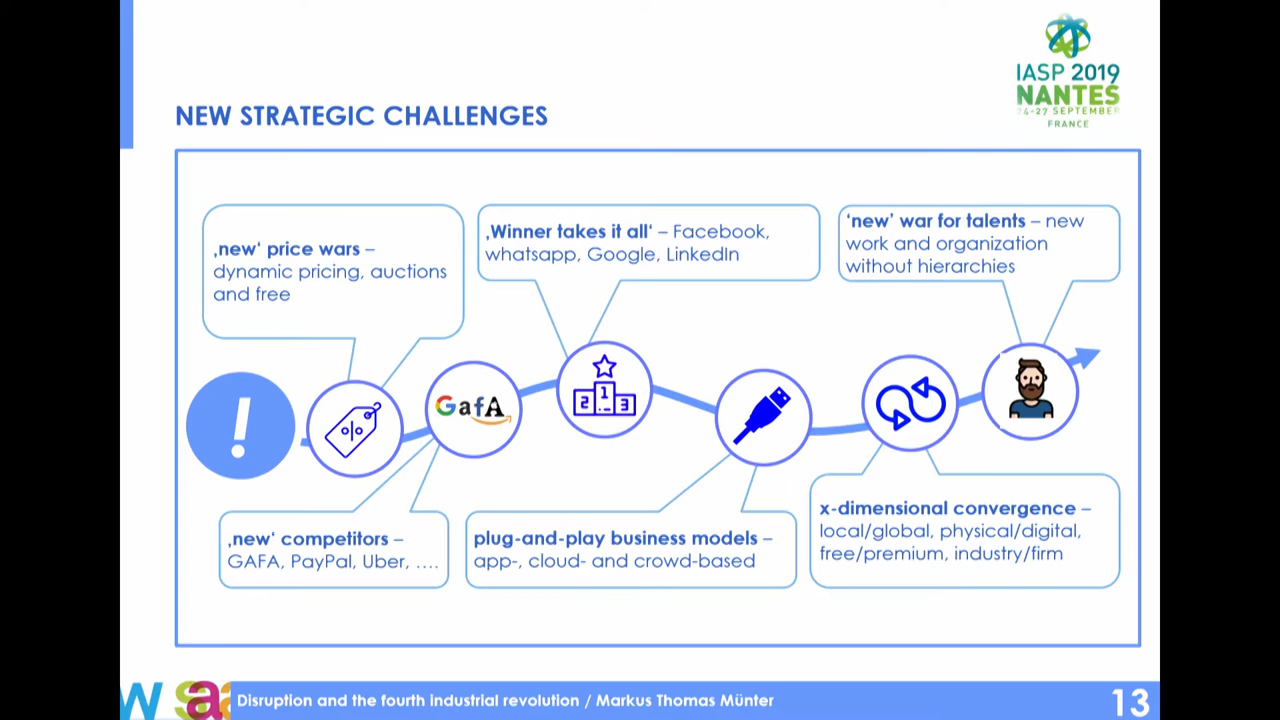 IASP 2019
NANTES
24-27 SEPTEMBER
FRANCE
NEW STRATEGIC CHALLENGES
‚new‘ price wars –
dynamic pricing, auctions
and free
‚Winner takes it all‘ – Facebook,
whatsapp, Google, LinkedIn
‘new’ war for talents – new
work and organization
without hierarchies
!
%
GafA
2 1 3
‚new‘ competitors –
GAFA, PayPal, Uber, ….
plug-and-play business models –
app-, cloud- and crowd-based
x-dimensional convergence –
local/global, physical/digital,
free/premium, industry/firm
Disruption and the fourth industrial revolution / Markus Thomas Münter
13